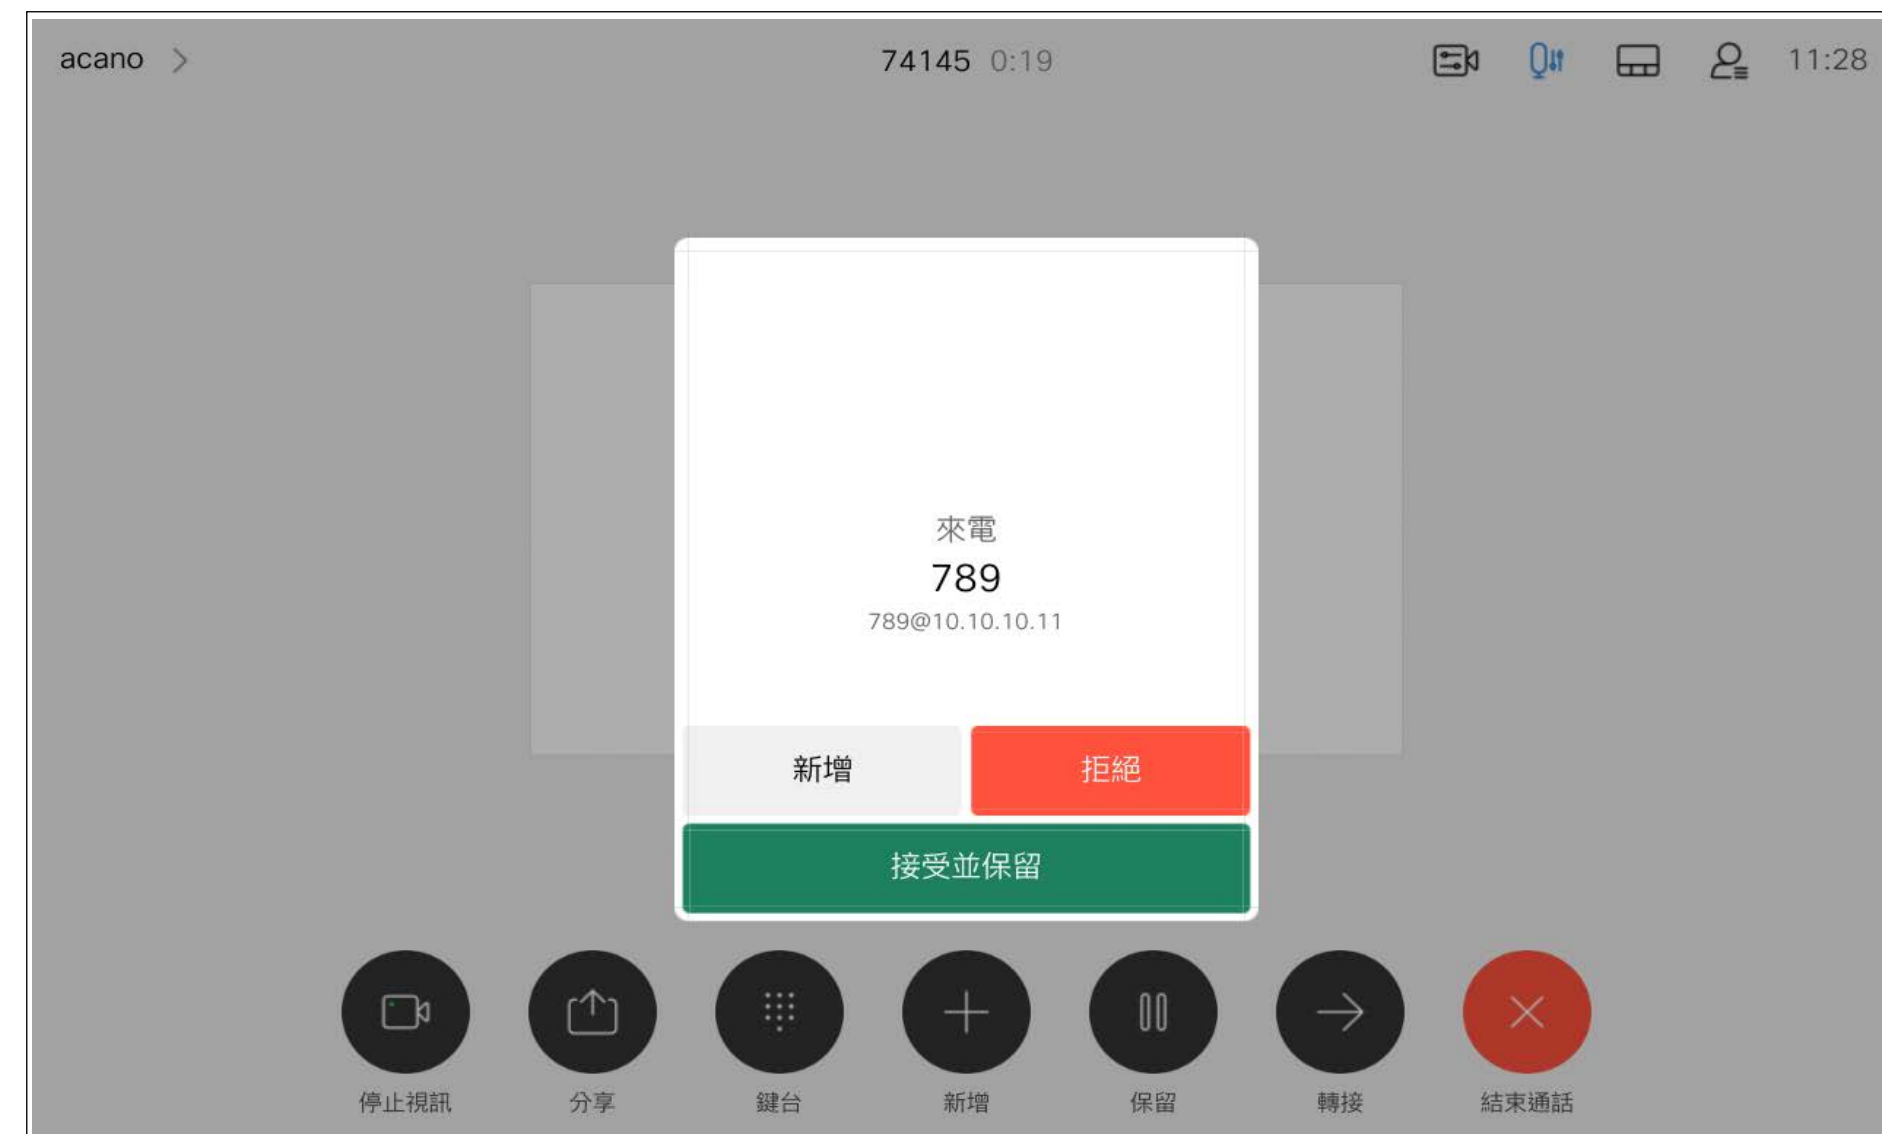 acano
74145 0:19
11:28
來電
789
789@10.10.10.11
新增
拒絕
接受並保留
停止視訊
分享
鍵台
新增
保留
轉接
結束通話